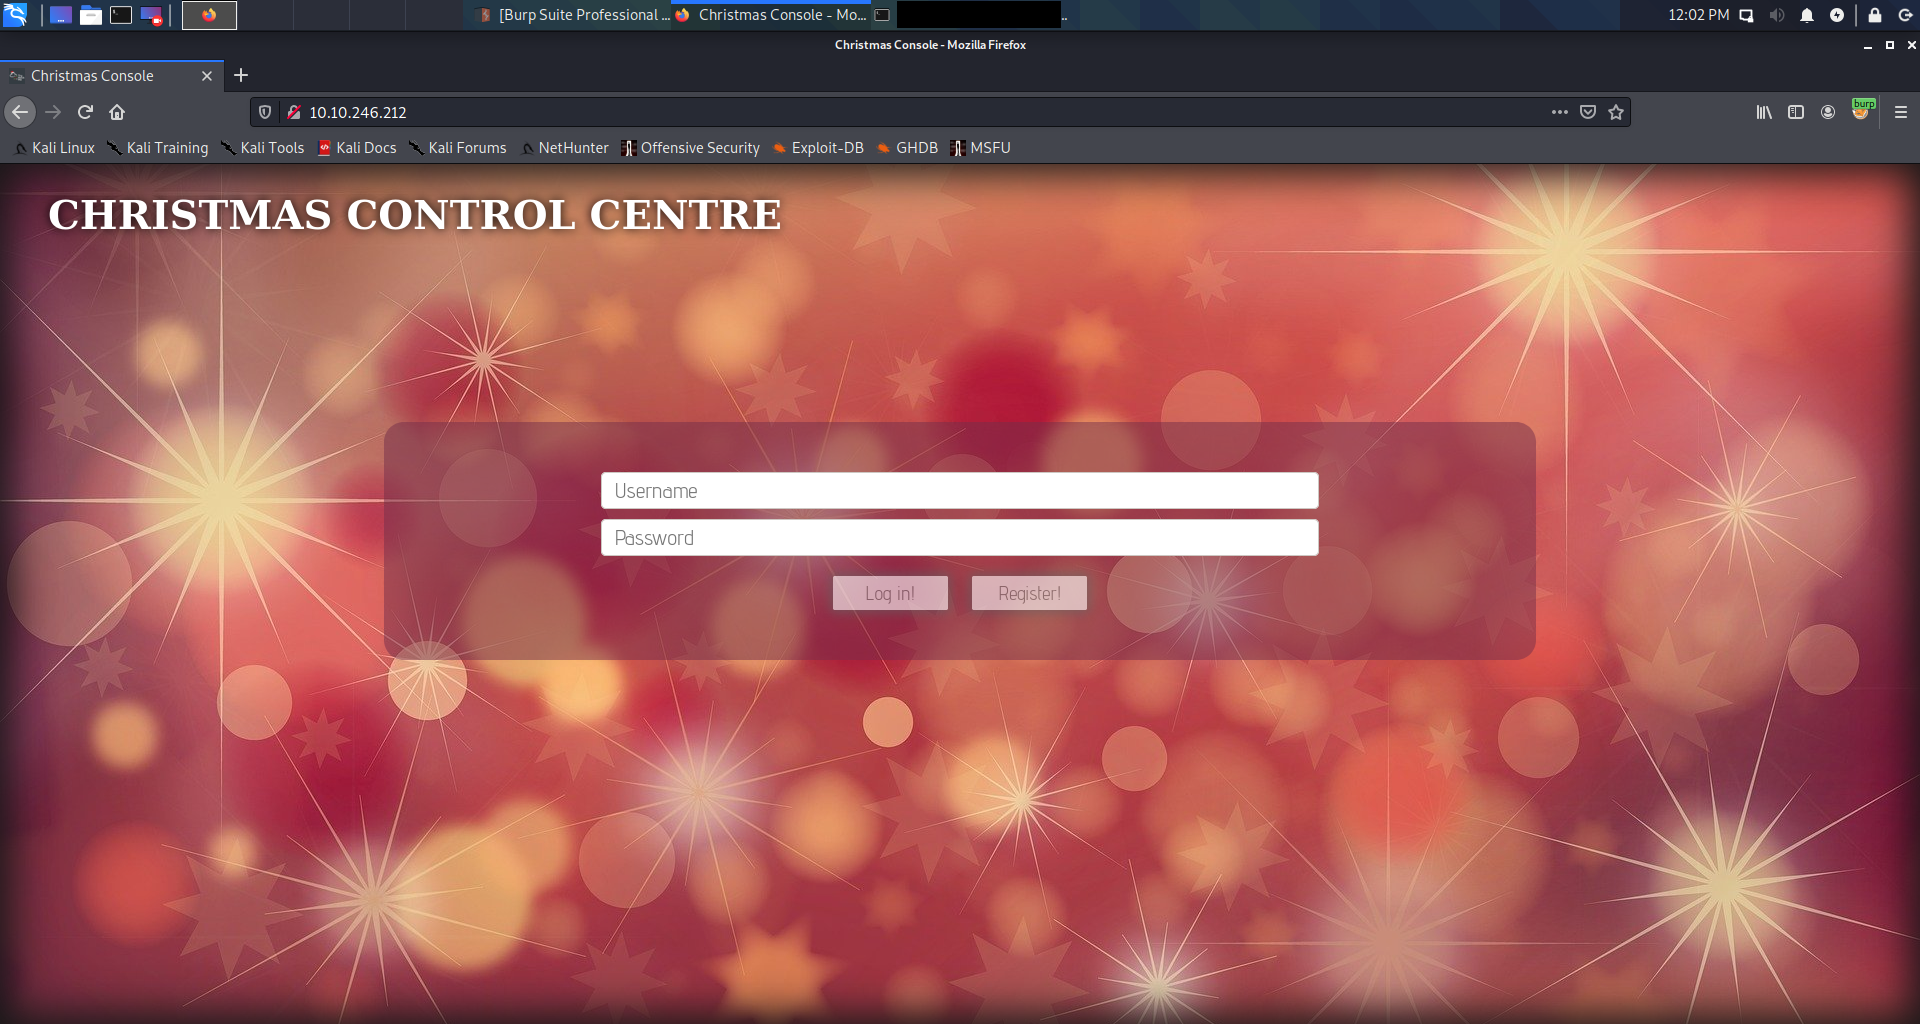 [Burp Suite Professional ... Christmas Console - Mo... .. 12:02 PM
Christmas Console - Mozilla Firefox
Christmas Console
10.10.246.212 burp
Kali Linux Kali Training Kali Tools Kali Docs Kali Forums NetHunter Offensive Security Exploit-DB GHDB MSFU
CHRISTMAS CONTROL CENTRE
Username
Password
Log in! Register!